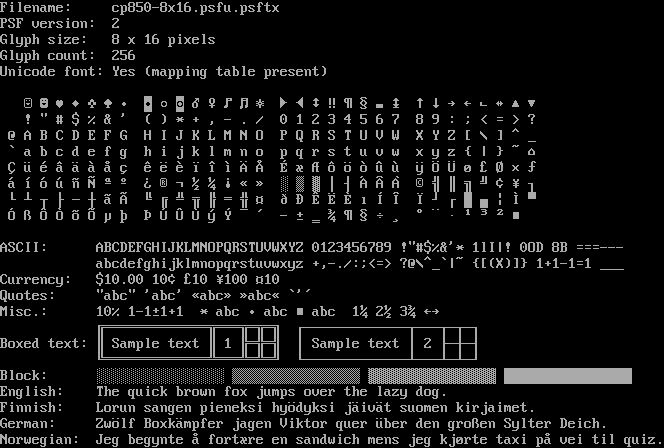 Filename: cp850-8x16.psfu.psftx
PSF version: 2
Glyph size: 8 x 16 pixels
Glyph count: 256
Unicode font: Yes (mapping table present)
☺ ☻ ♥ ♦ ♣ ♠ • ◘ ○ ◙ ♂ ♀ ♪ ♫ ☼ ► ◄ ↕ ‼ ¶ § ▬ ↨ ↑ ↓ → ← ∟ ↔ ▲ ▼
! " # $ % & ' ( ) * + , - . / 0 1 2 3 4 5 6 7 8 9 : ; < = > ?
@ A B C D E F G H I J K L M N O P Q R S T U V W X Y Z [ \ ] ^ _
` a b c d e f g h i j k l m n o p q r s t u v w x y z { | } ~ ⌂
Ç ü é â ä à å ç ê ë è ï î ì Ä Å É æ Æ ô ö ò û ù ÿ Ö Ü ø £ Ø × ƒ
á í ó ú ñ Ñ ª º ¿ ® ¬ ½ ¼ ¡ « » ░ ▒ ▓ │ ┤ Á Â À © ╣ ║ ╗ ╝ ¢ ¥ ┐
└ ┴ ┬ ├ ─ ┼ ã Ã ╚ ╔ ╩ ╦ ╠ ═ ╬ ¤ ð Ð Ê Ë È ı Í Î Ï ┘ ┌ █ ▄ ¦ Ì ▀
Ó ß Ô Ò õ Õ µ þ Þ Ú Û Ù ý Ý ¯ ´ - ± ‗ ¾ ¶ § ÷ ¸ ° ¨ · ¹ ³ ² ■
ASCII: ABCDEFGHIJKLMNOPQRSTUVWXYZ 0123456789 !"#$%&'* 1lI|! 0OD 8B ===---
abcdefghijklmnopqrstuvwxyz +,-./:;<=> ?@\^_`|~ {[(X)]} 1+1-1=1 ___
Currency: $10.00 10¢ £10 ¥100 ¤10
Quotes: "abc" 'abc' «abc» »abc« `'´
Misc.: 10% 1-1±1+1 * abc • abc ■ abc 1¼ 2½ 3¾ ↔
Boxed text: Sample text 1 Sample text 2
Block: ░ ▒ ▓ █
English: The quick brown fox jumps over the lazy dog.
Finnish: Lorun sangen pieneksi hyödyksi jäivät suomen kirjaimet.
German: Zwölf Boxkämpfer jagen Viktor quer über den großen Sylter Deich.
Norwegian: Jeg begynte å fortære en sandwich mens jeg kjørte taxi på vei til quiz.